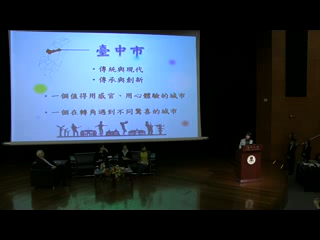 臺中市
• 傳統與現代
• 傳承與創新
• 一個值得用感官、用心體驗的城市
• 一個在轉角遇到不同驚喜的城市